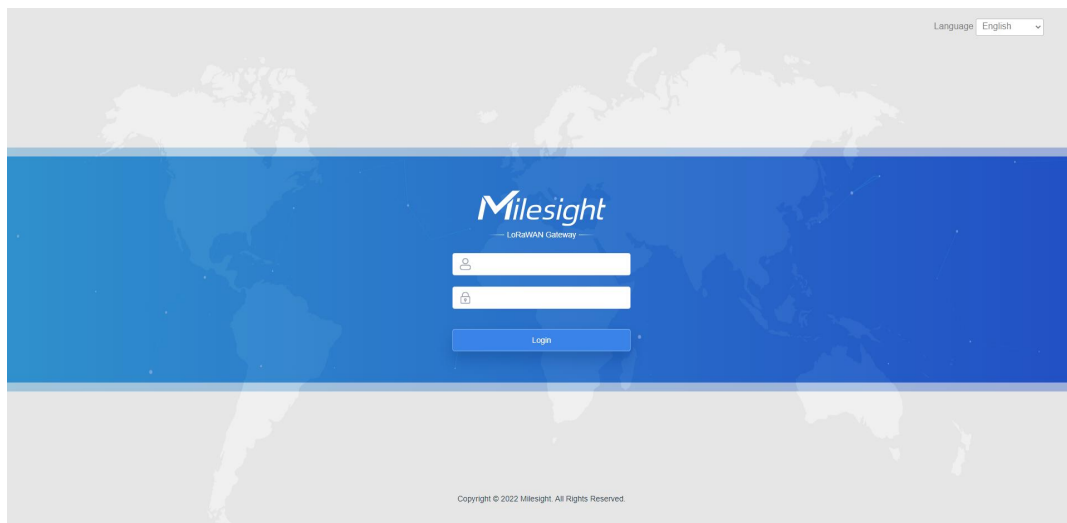 Language English
Milesight
LoRaWAN Gateway
Login
Copyright © 2022 Milesight. All Rights Reserved.